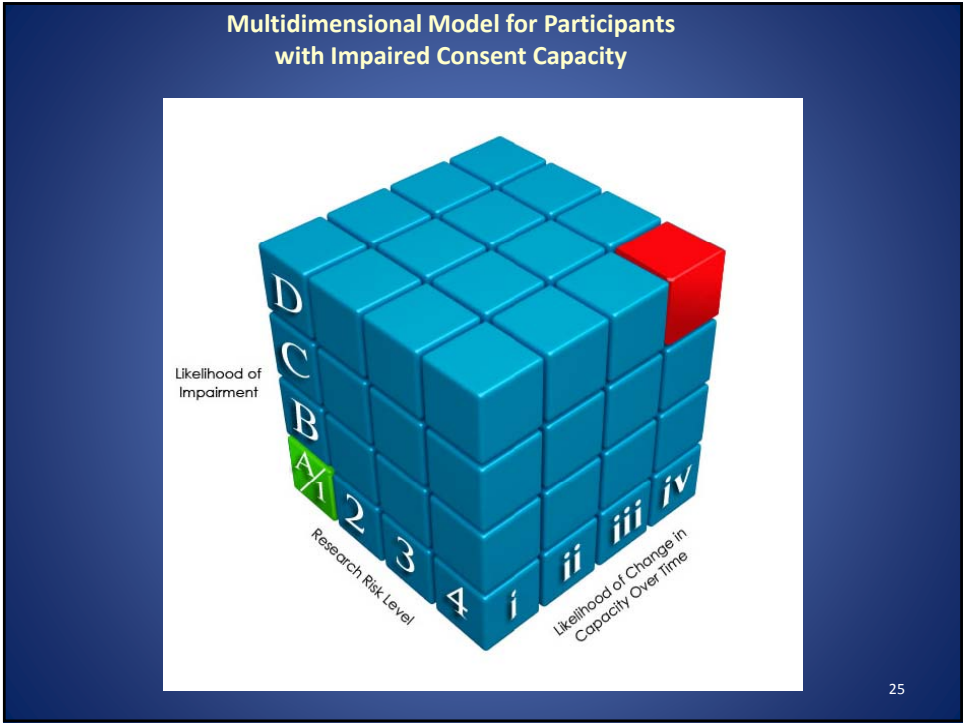 Multidimensional Model for Participants
with Impaired Consent Capacity
D
C
B
A/1
2
3
4
i
ii
iii
iv
Likelihood of
Impairment
Research Risk Level
Likelihood of Change in
Capacity Over Time
25